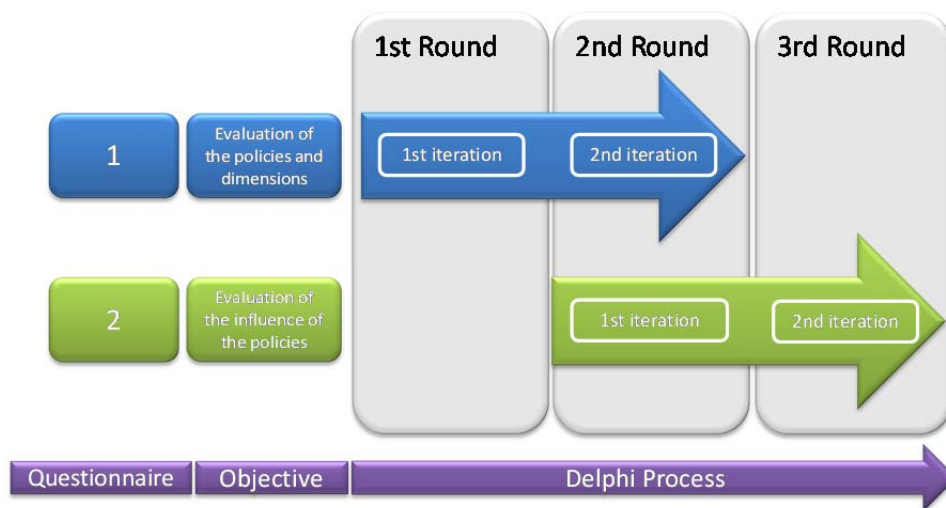 1st Round
2nd Round
3rd Round
1
Evaluation of
the policies and
dimensions
1st iteration
2nd iteration
2
Evaluation of
the influence of
the policies
1st iteration
2nd iteration
Questionnaire
Objective
Delphi Process